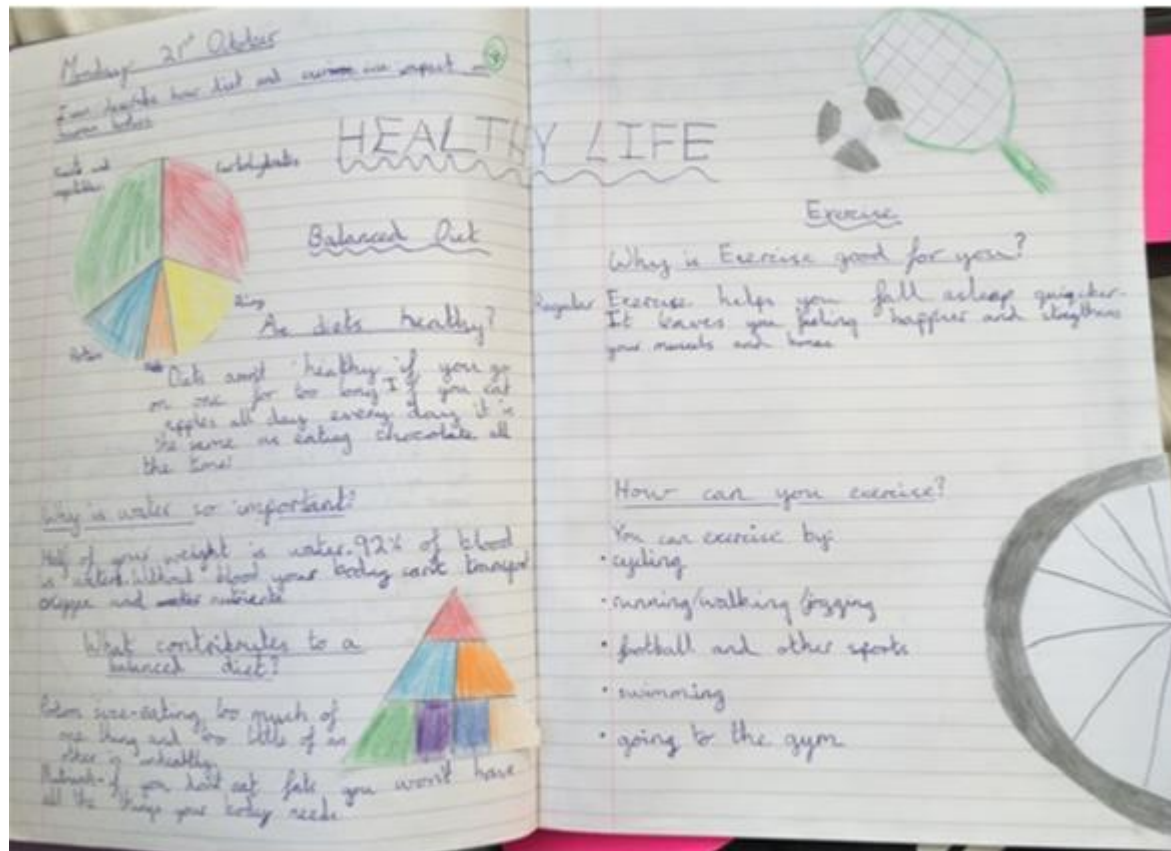 Monday 21st October
I can describe how diet and exercise can impact on
human bodies
HEALTHY LIFE
Fruits and
vegetables
Carbohydrates
Dairy
Protein
Balanced Diet
Are diets healthy?
Diets arn't healthy if you go
on one for too long. If you eat
apples all day every day it is
the same as eating chocolate all
the time.
Why is water so important?
Half of your weight is water. 92% of blood
is water. Without blood your body can't transport
oxygen and nutrients
What contributes to a
balanced diet?
Portion size-eating too much of
one thing and too little of an
other is unhealthy.
Nutrients-if you don't eat fats you won't have
all the things your body needs.
Exercise
Why is Exercise good for you?
Regular Exercise helps you fall asleep quicker.
It leaves you feeling happier and strengthens
your muscels and bones
How can you exercise?
You can exercise by:
• cycling
• running/walking/jogging
• football and other sports
• swimming
• going to the gym